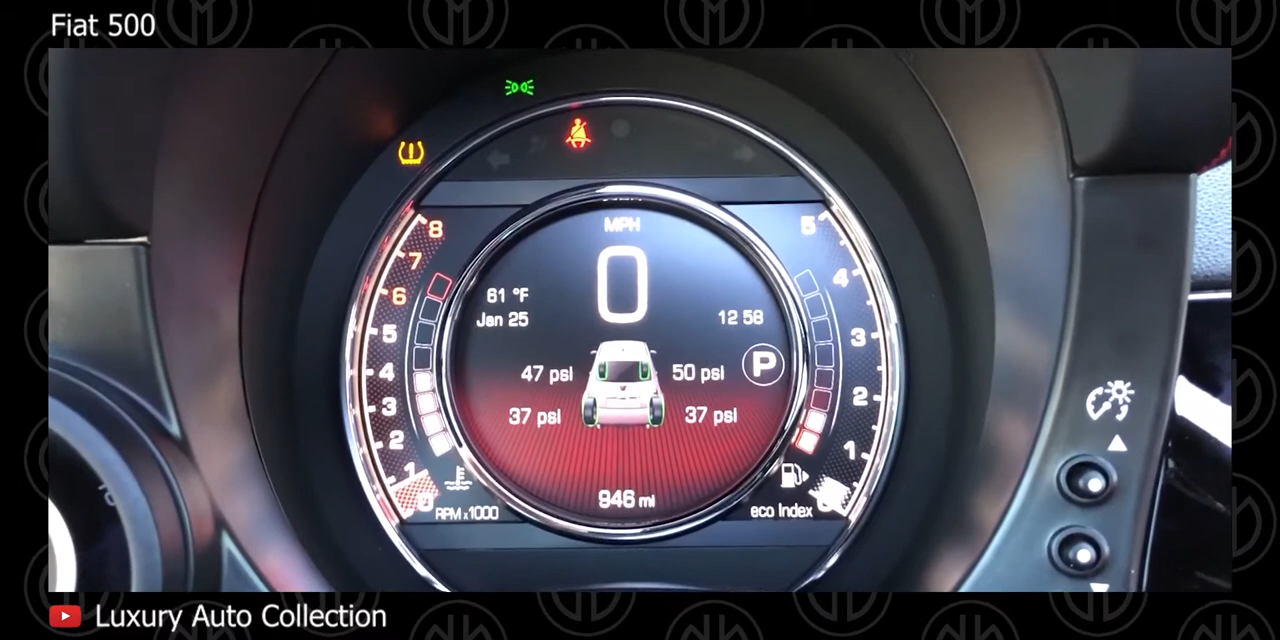 Fiat 500
MPH
0
61 °F
Jan 25
12 58
47 psi
50 psi
P
37 psi
37 psi
946 mi
8
7
6
5
4
3
2
1
0
RPM x1000
5
4
3
2
1
eco Index
Luxury Auto Collection